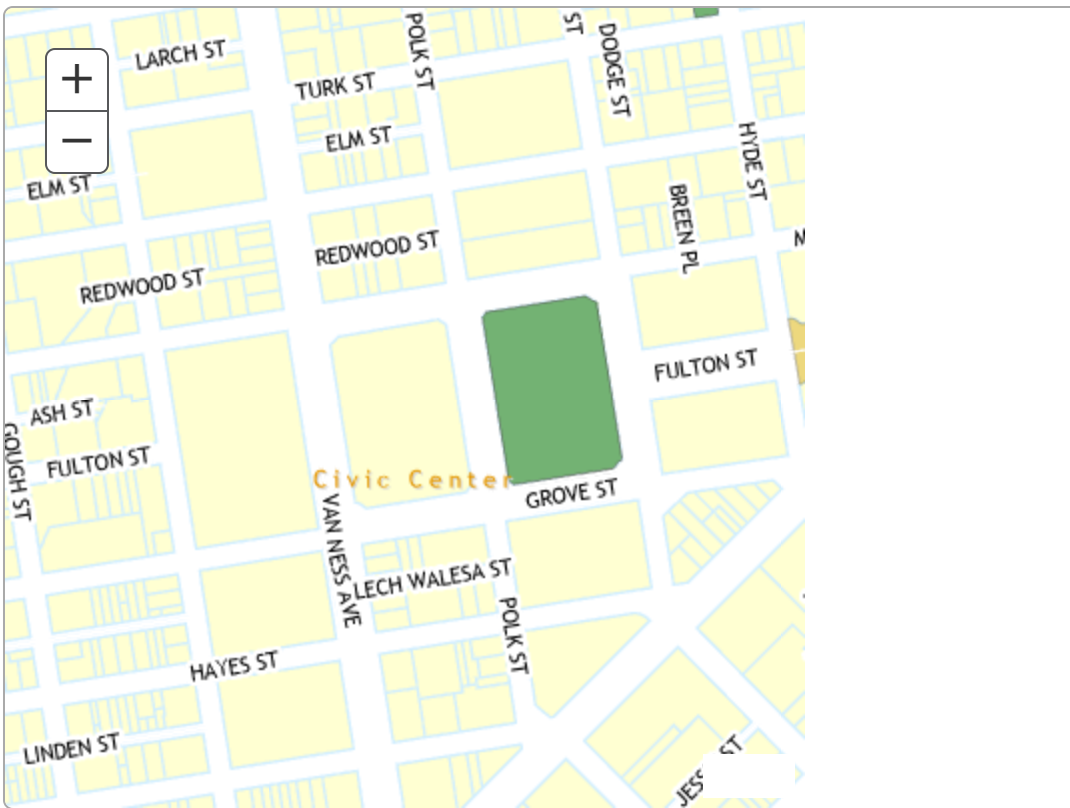 POLK ST
ST
DODGE ST
LARCH ST
+
TURK ST
−
ELM ST
HYDE ST
ELM ST
BREEN PL
REDWOOD ST
REDWOOD ST
FULTON ST
ASH ST
GOUGH ST
FULTON ST
Civic Center
GROVE ST
VAN NESS AVE
LECH WALESA ST
POLK ST
HAYES ST
LINDEN ST
ST